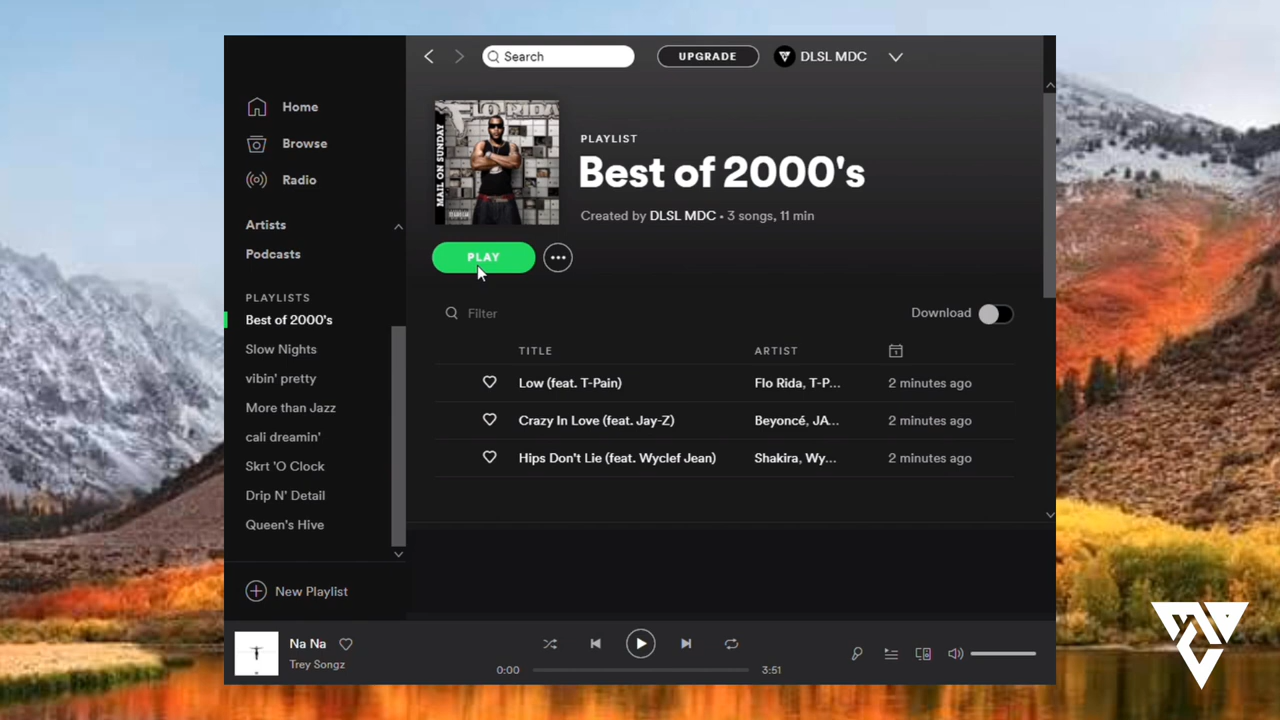 Search
UPGRADE
DLSL MDC
Home
Browse
Radio
Artists
Podcasts
PLAYLISTS
Best of 2000's
Slow Nights
vibin' pretty
More than Jazz
cali dreamin'
Skrt 'O Clock
Drip N' Detail
Queen's Hive
New Playlist
FLO RIDA
MAIL ON SUNDAY
PLAYLIST
Best of 2000's
Created by DLSL MDC • 3 songs, 11 min
PLAY
Filter
Download
TITLE ARTIST
Low (feat. T-Pain) Flo Rida, T-P... 2 minutes ago
Crazy In Love (feat. Jay-Z) Beyoncé, JA... 2 minutes ago
Hips Don't Lie (feat. Wyclef Jean) Shakira, Wy... 2 minutes ago
Na Na
Trey Songz
0:00
3:51